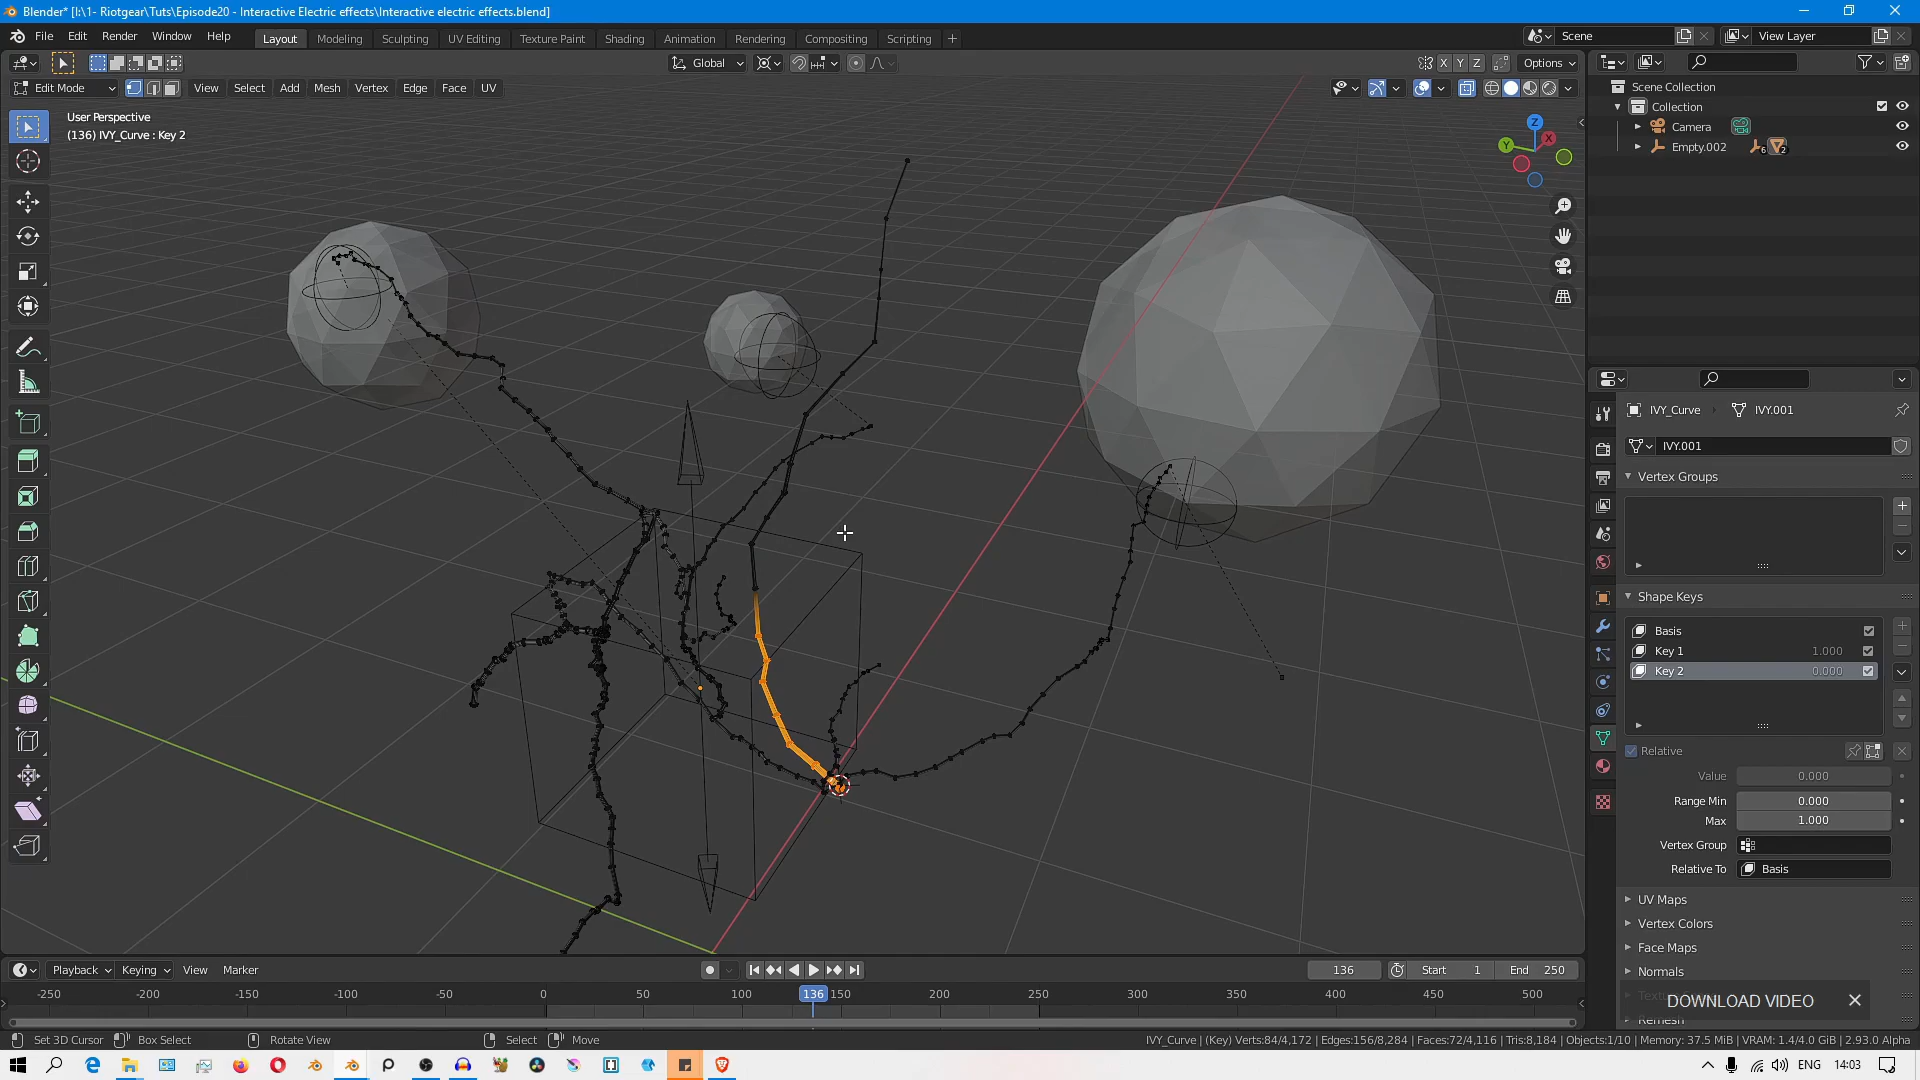 Blender* [I:\1- Riotgear\Tuts\Episode20 - Interactive Electric effects\Interactive electric effects.blend]
File Edit Render Window Help
Layout Modeling Sculpting UV Editing Texture Paint Shading Animation Rendering Compositing Scripting
Scene
View Layer
Global
X Y Z
Options
Edit Mode
View Select Add Mesh Vertex Edge Face UV
User Perspective
(136) IVY_Curve : Key 2
Z
Y
X
Scene Collection
Collection
Camera
Empty.002
6
2
IVY_Curve
IVY.001
IVY.001
Vertex Groups
Shape Keys
Basis
Key 1 1.000
Key 2 0.000
Relative
Value 0.000
Range Min 0.000
Max 1.000
Vertex Group
Relative To Basis
UV Maps
Vertex Colors
Face Maps
Normals
DOWNLOAD VIDEO
Remesh
Playback Keying View Marker
136
Start 1
End 250
-250 -200 -150 -100 -50 0 50 100 136 150 200 250 300 350 400 450 500
Set 3D Cursor Box Select Rotate View Select Move
IVY_Curve | (Key) Verts:84/4,172 | Edges:156/8,284 | Faces:72/4,116 | Tris:8,184 | Objects:1/10 | Memory: 37.5 MiB | VRAM: 1.4/4.0 GiB | 2.93.0 Alpha
ENG 14:03